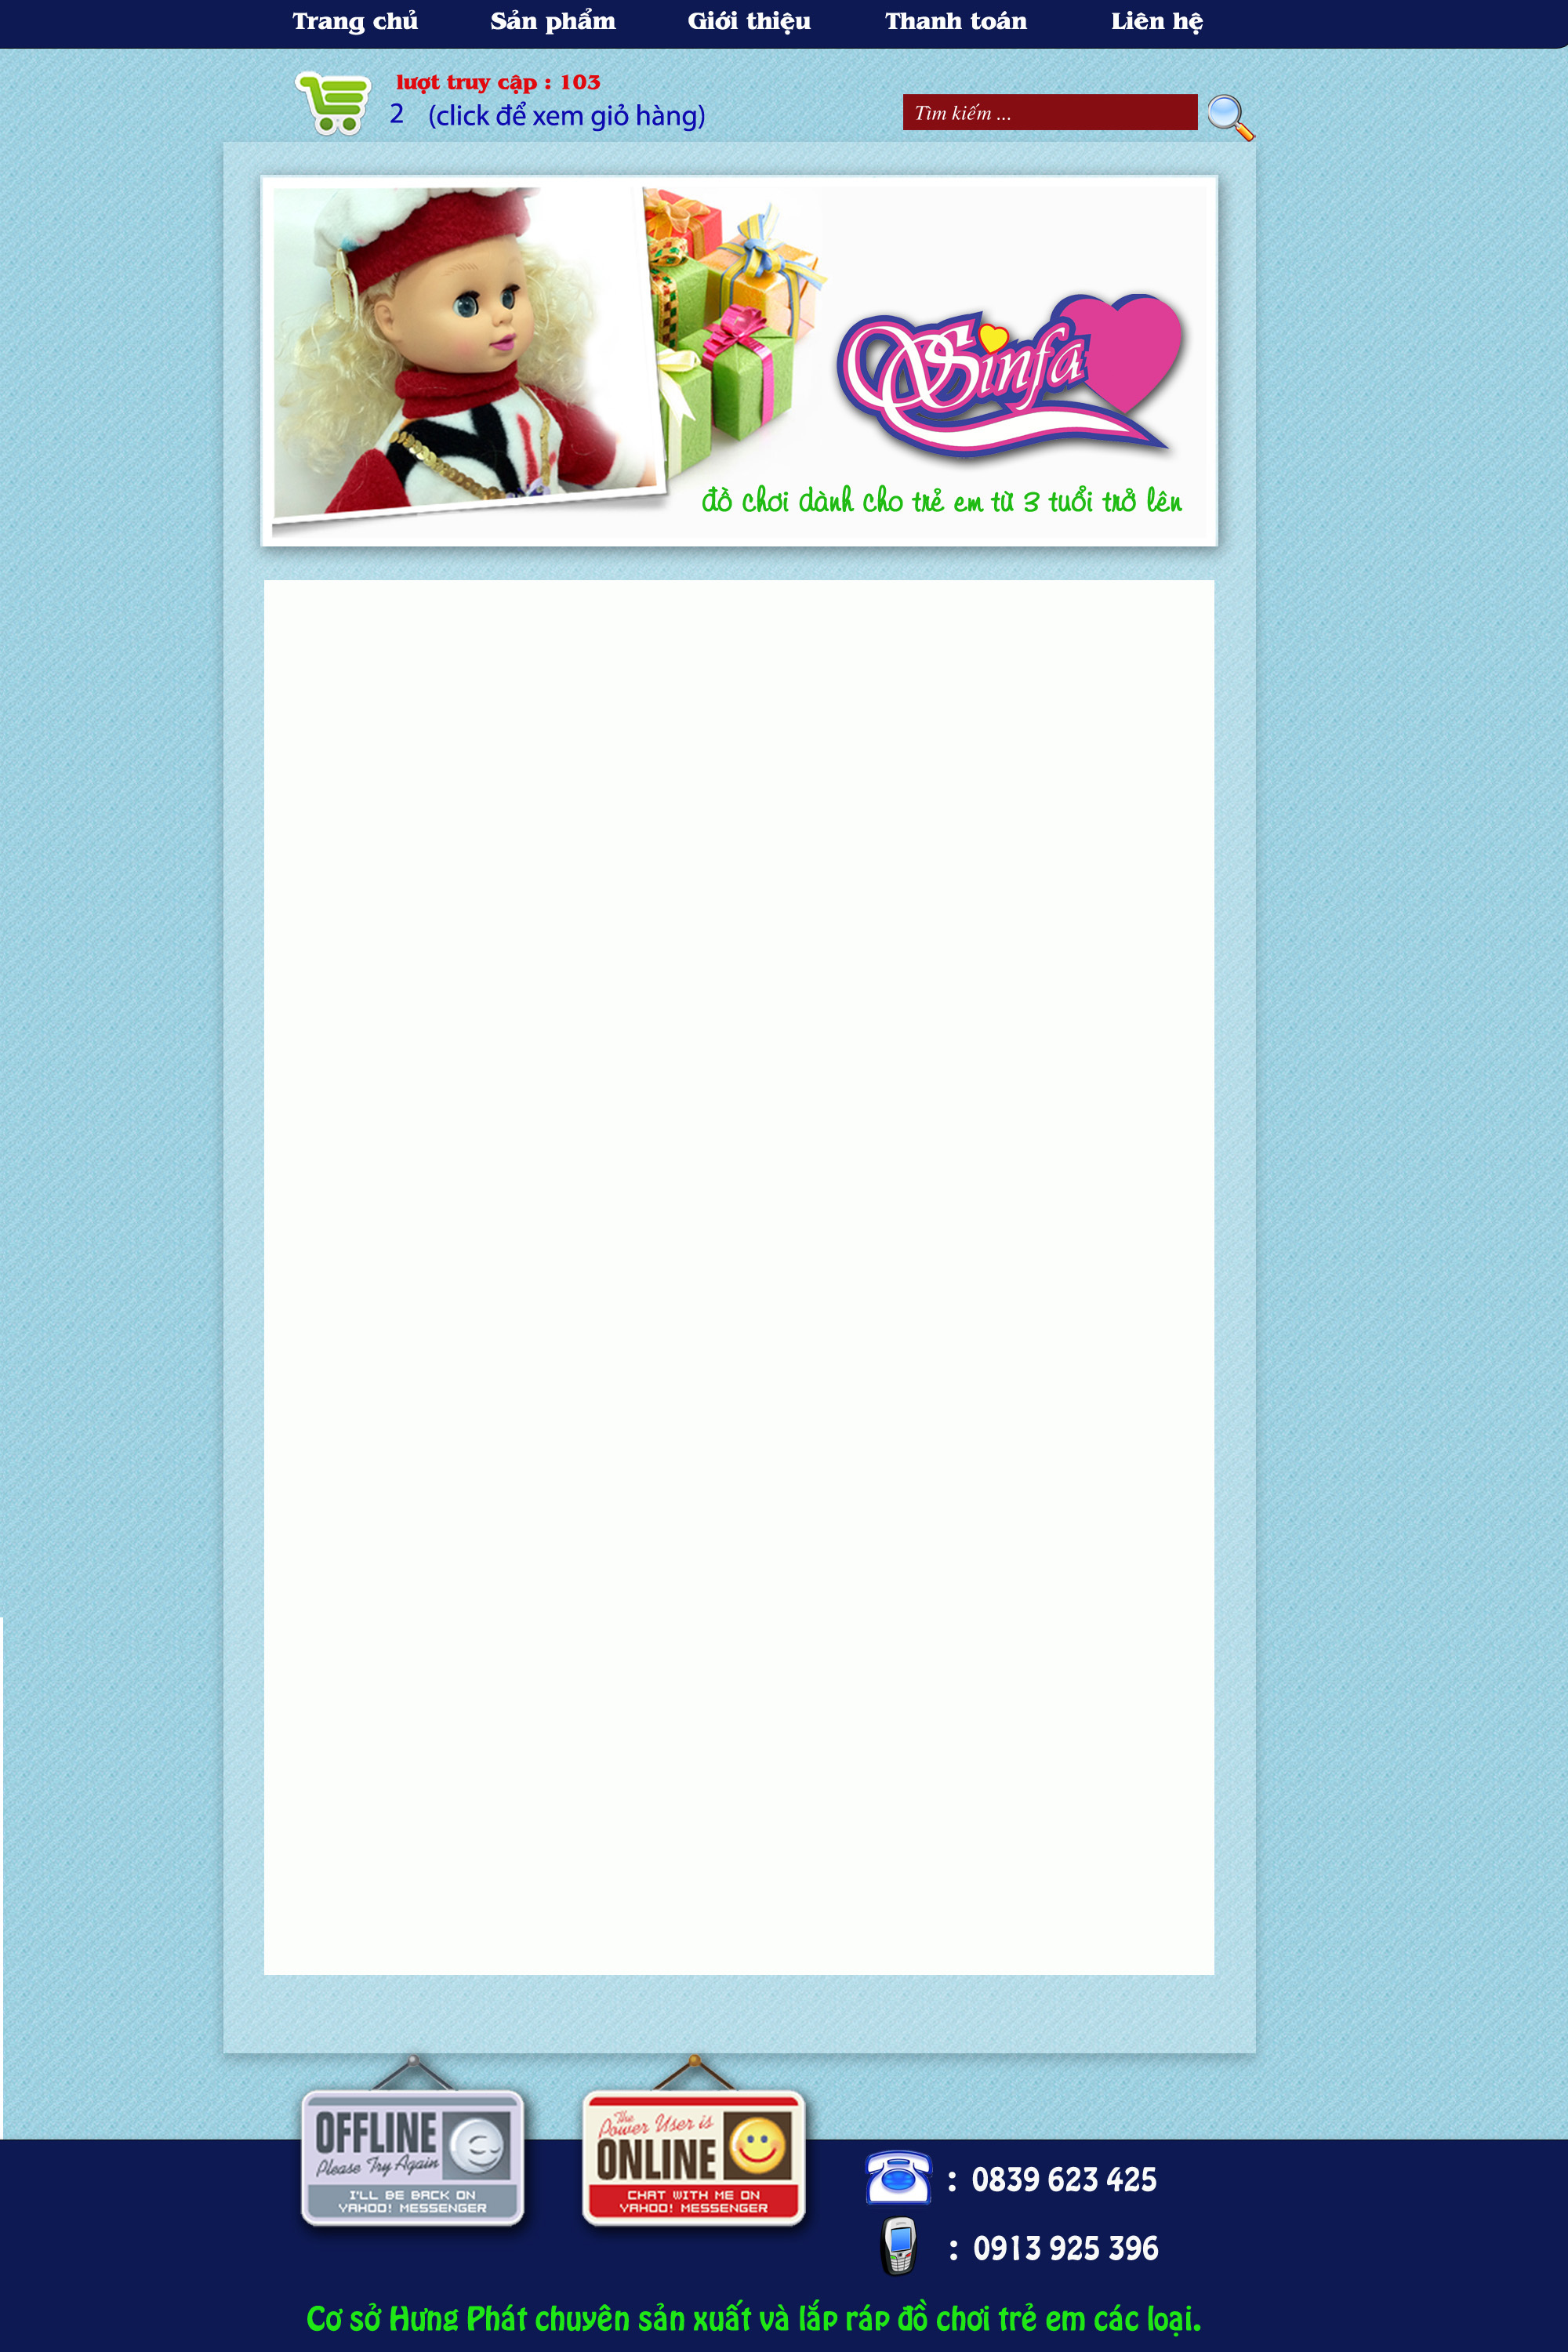 Trang chủ Sản phẩm Giới thiệu Thanh toán Liên hệ
lượt truy cập : 103
2 (click để xem giỏ hàng)
Tìm kiếm ...
Sinfa
đồ chơi dành cho trẻ em từ 3 tuổi trở lên
OFFLINE
Please Try Again
I'LL BE BACK ON
YAHOO! MESSENGER
The
Power User is
ONLINE
CHAT WITH ME ON
YAHOO! MESSENGER
: 0839 623 425
: 0913 925 396
Cơ sở Hưng Phát chuyên sản xuất và lắp ráp đồ chơi trẻ em các loại.